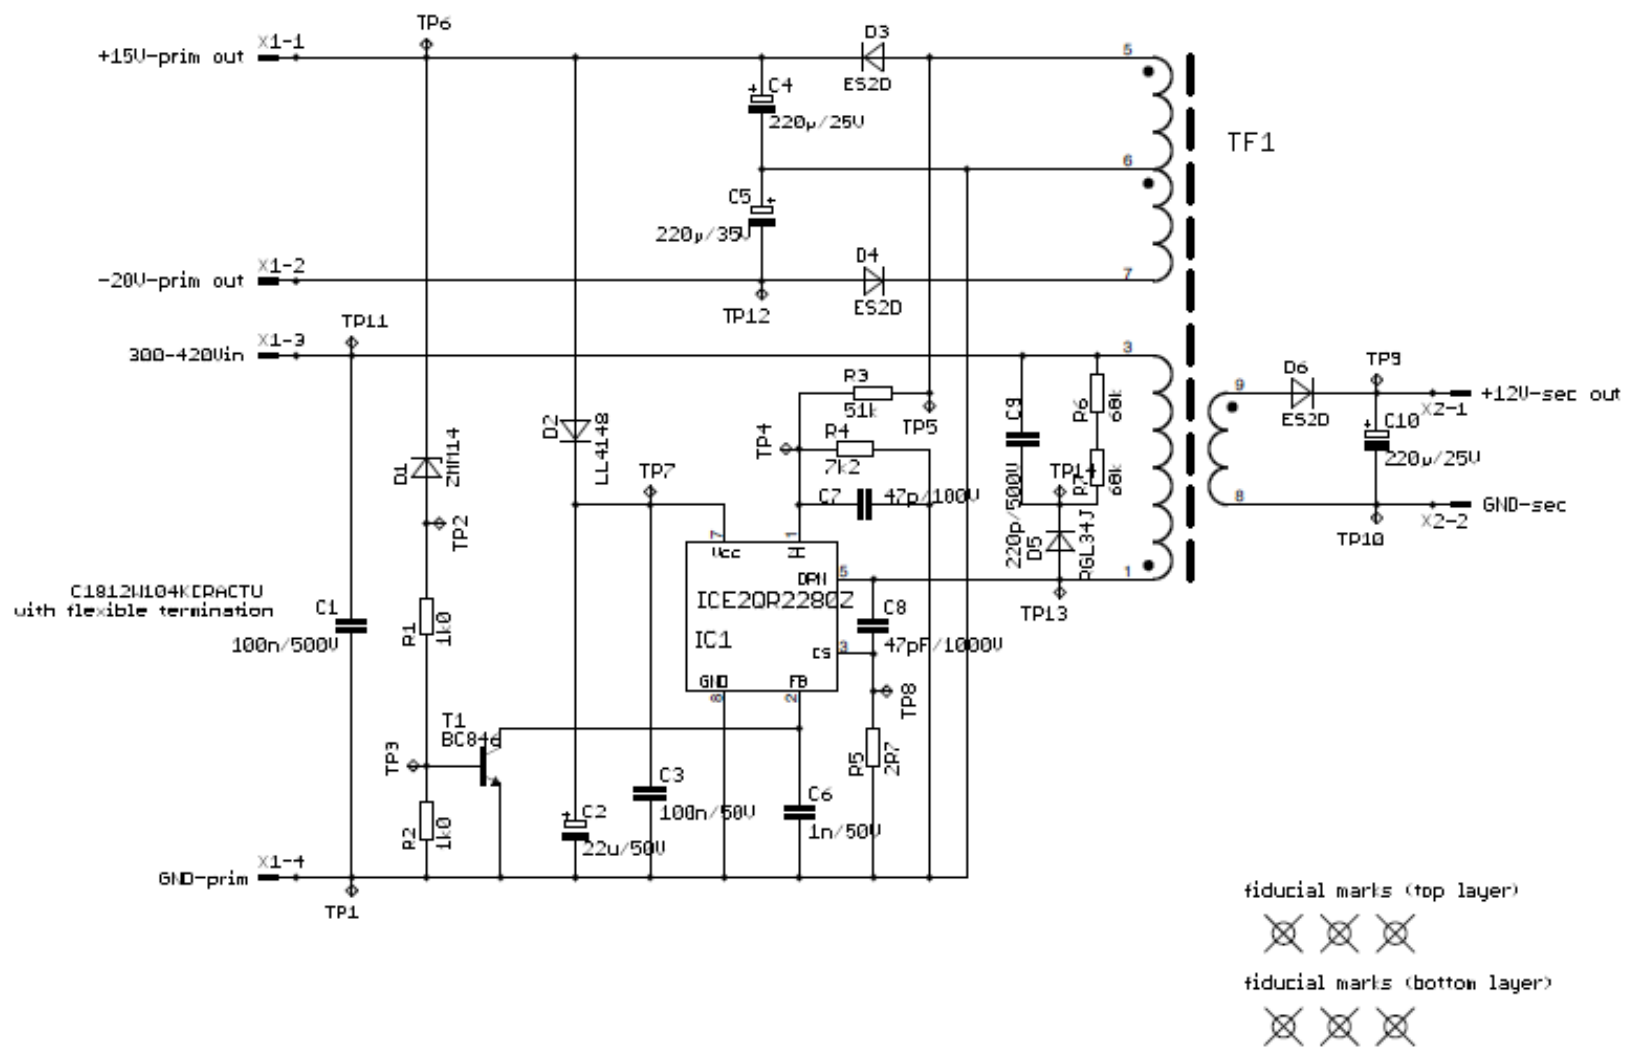 TP6
X1-1
+15V-prim out
D3
ES2D
5
C4
+
220µ/25V
TF1
6
C5
+
220µ/35V
D4
X1-2
-20V-prim out
ES2D
7
TP12
TP11
X1-3
300-420Vin
3
R3
51k
TP5
TP4
R4
7k2
C7
47p/100V
D2
LL4148
D1
ZMM14
TP7
TP2
C9
220p/500V
R6
68k
R7
68k
TP14
D5
RGL34J
9
D6
ES2D
TP9
+12V-sec out
X2-1
+
C10
220µ/25V
8
GND-sec
X2-2
TP10
7
Vcc
1
DRN
5
1
TP13
ICE2QR2280Z
IC1
CS
3
GND
8
FB
2
C8
47pF/1000V
TP8
R5
2R7
C1812W104KCRACTU
with flexible termination
C1
100n/500V
R1
1k0
T1
BC846
TP3
R2
1k0
+
C2
22u/50V
C3
100n/50V
C6
1n/50V
X1-4
GND-prim
TP1
fiducial marks (top layer)
fiducial marks (bottom layer)